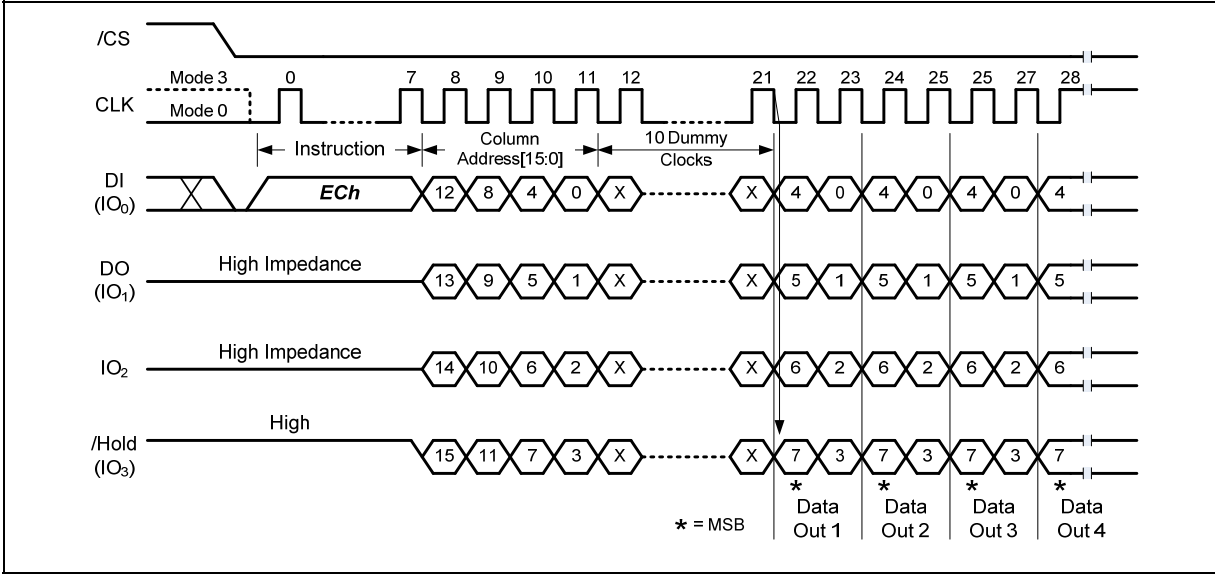 /CS
Mode 3 0 7 8 9 10 11 12 21 22 23 24 25 25 27 28
CLK
Mode 0
Instruction Column Address[15:0] 10 Dummy Clocks
DI
(IO0)
ECh 12 8 4 0 X X 4 0 4 0 4 0 4
DO
(IO1)
High Impedance 13 9 5 1 X X 5 1 5 1 5 1 5
IO2
High Impedance 14 10 6 2 X X 6 2 6 2 6 2 6
/Hold
(IO3)
High 15 11 7 3 X X 7 3 7 3 7 3 7
* * * *
* = MSB
Data Out 1 Data Out 2 Data Out 3 Data Out 4